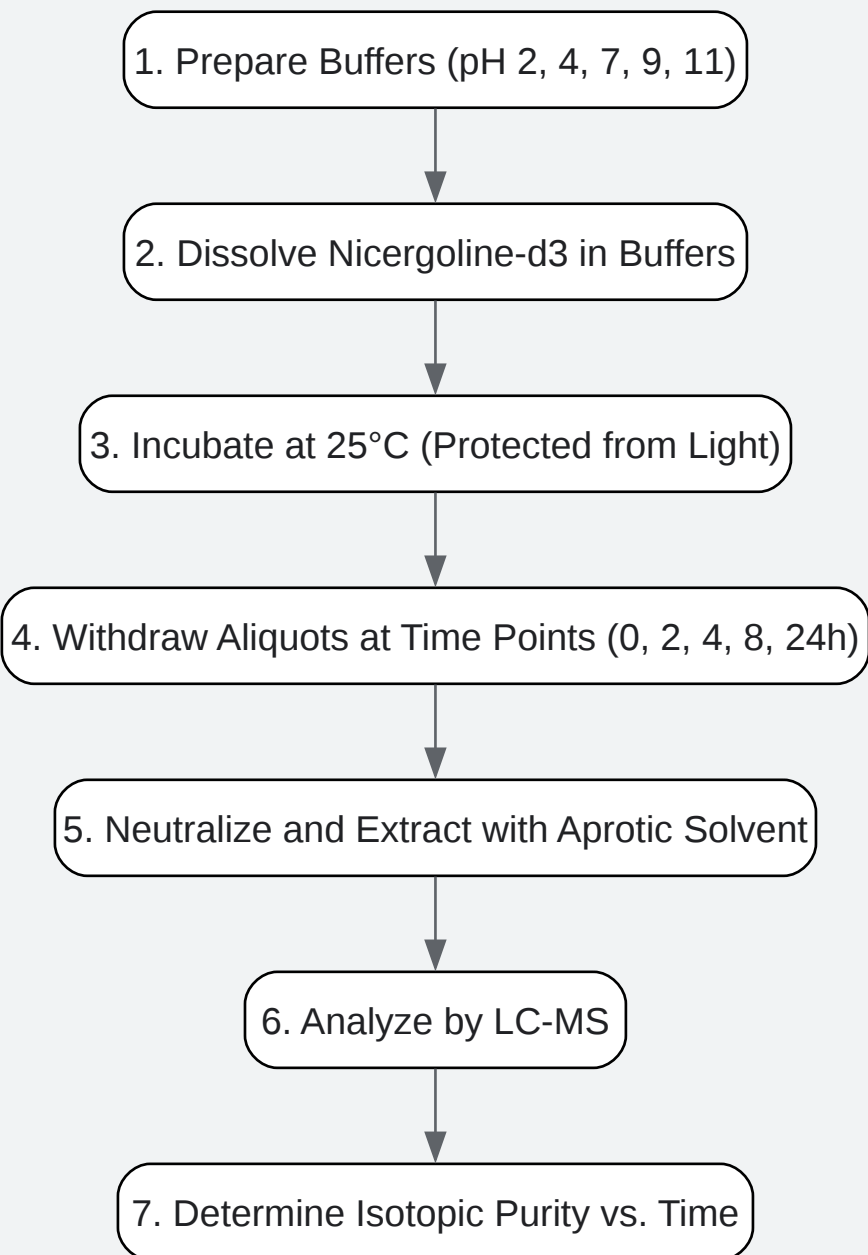 1. Prepare Buffers (pH 2, 4, 7, 9, 11)
2. Dissolve Nicergoline-d3 in Buffers
3. Incubate at 25°C (Protected from Light)
4. Withdraw Aliquots at Time Points (0, 2, 4, 8, 24h)
5. Neutralize and Extract with Aprotic Solvent
6. Analyze by LC-MS
7. Determine Isotopic Purity vs. Time